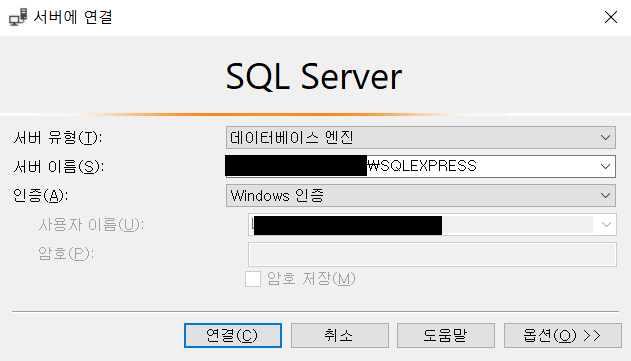 서버에 연결
SQL Server
서버 유형(T): 데이터베이스 엔진
서버 이름(S): ₩SQLEXPRESS
인증(A): Windows 인증
사용자 이름(U):
암호(P):
암호 저장(M)
연결(C) 취소 도움말 옵션(O) >>